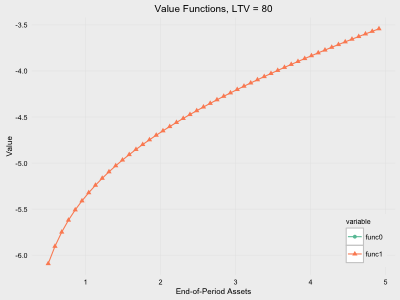 Value Functions, LTV = 80
-3.5
-4.0
-4.5
-5.0
-5.5
-6.0
Value
1
2
3
4
5
End-of-Period Assets
variable
func0
func1